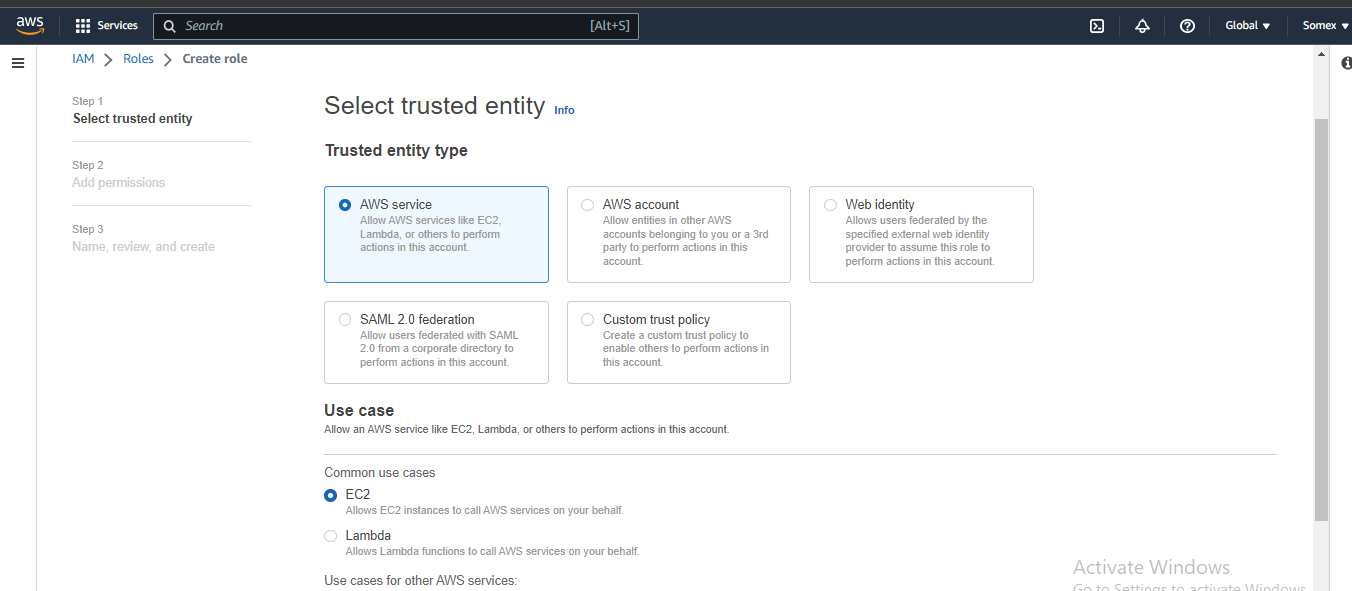 aws
Services
Search
[Alt+S]
Global
Somex
IAM
Roles
Create role
Step 1
Select trusted entity
Step 2
Add permissions
Step 3
Name, review, and create
Select trusted entity Info
Trusted entity type
AWS service
Allow AWS services like EC2,
Lambda, or others to perform
actions in this account.
AWS account
Allow entities in other AWS
accounts belonging to you or a 3rd
party to perform actions in this
account.
Web identity
Allows users federated by the
specified external web identity
provider to assume this role to
perform actions in this account.
SAML 2.0 federation
Allow users federated with SAML
2.0 from a corporate directory to
perform actions in this account.
Custom trust policy
Create a custom trust policy to
enable others to perform actions in
this account.
Use case
Allow an AWS service like EC2, Lambda, or others to perform actions in this account.
Common use cases
EC2
Allows EC2 instances to call AWS services on your behalf.
Lambda
Allows Lambda functions to call AWS services on your behalf.
Use cases for other AWS services:
Activate Windows
Go to Settings to activate Windows